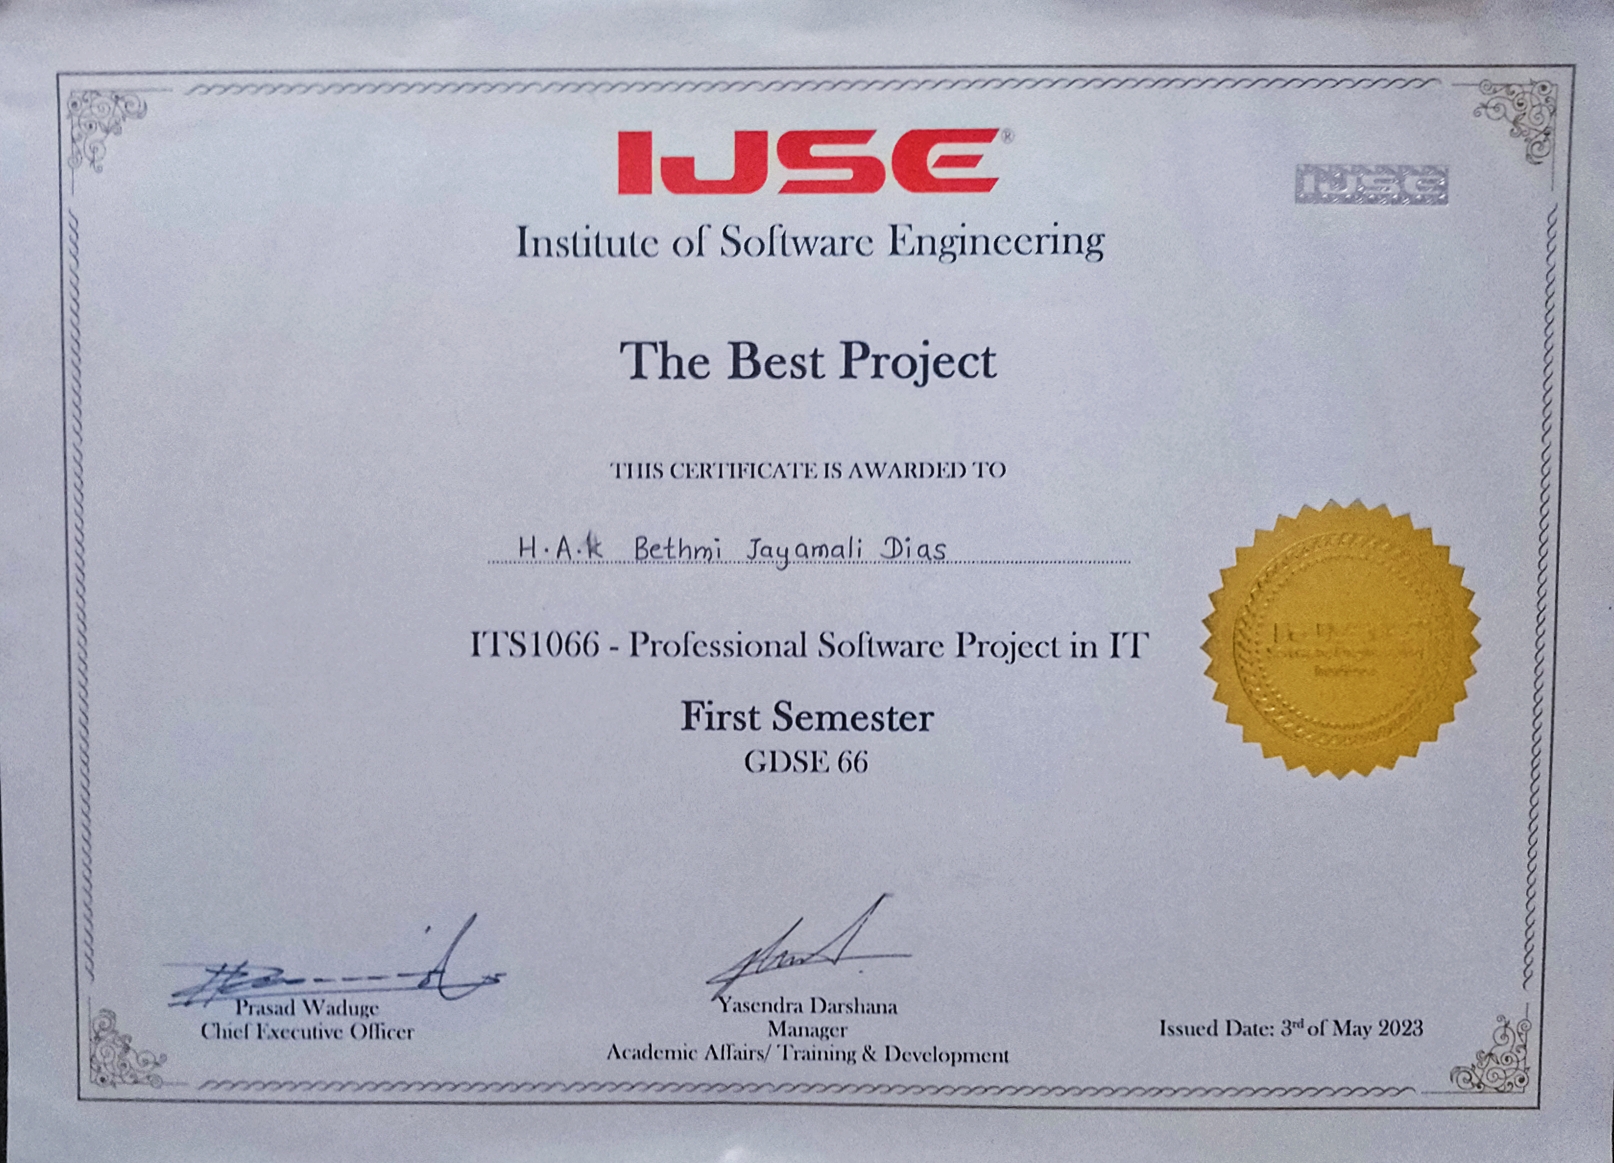 IJSE®
IJSE
Institute of Software Engineering
The Best Project
THIS CERTIFICATE IS AWARDED TO
H.A.K Bethmi Jayamali Dias
ITS1066 - Professional Software Project in IT
First Semester
GDSE 66
Prasad Waduge
Chief Executive Officer
Yasendra Darshana
Manager
Academic Affairs/ Training & Development
Issued Date: 3rd of May 2023